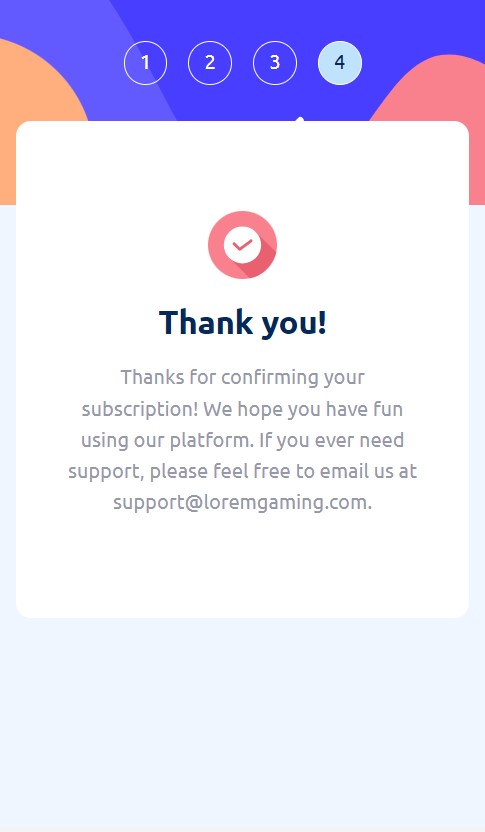 1 2 3 4
Thank you!
Thanks for confirming your
subscription! We hope you have fun
using our platform. If you ever need
support, please feel free to email us at
support@loremgaming.com.